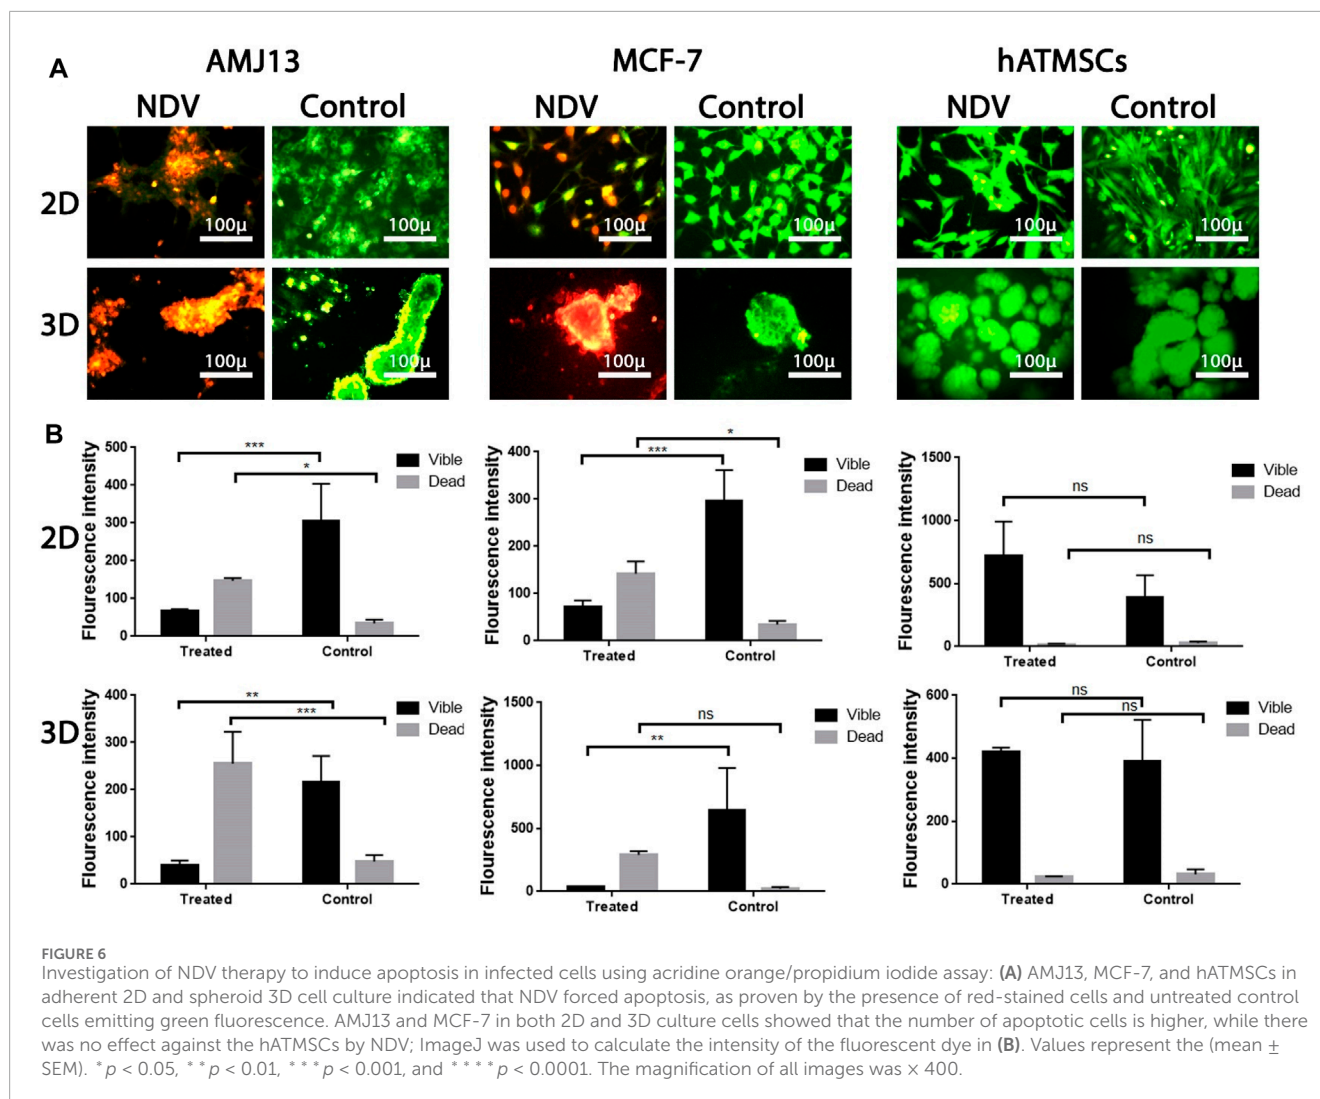 A
AMJ13 MCF-7 hATMSCs
NDV Control NDV Control NDV Control
2D
100µ 100µ 100µ 100µ 100µ 100µ
3D
100µ 100µ 100µ 100µ 100µ 100µ
B
2D
Flourescence intensity
500
400
300
200
100
0
***
*
Vible
Dead
Treated Control
Flourescence intensity
400
300
200
100
0
***
*
Vible
Dead
Treated Control
Flourescence intensity
1500
1000
500
0
ns
ns
Vible
Dead
Treated Control
3D
Flourescence intensity
400
300
200
100
0
**
***
Vible
Dead
Treated Control
Flourescence intensity
1500
1000
500
0
ns
**
Vible
Dead
Treated Control
Flourescence intensity
600
400
200
0
ns
ns
Vible
Dead
Treated Control
FIGURE 6
Investigation of NDV therapy to induce apoptosis in infected cells using acridine orange/propidium iodide assay: (A) AMJ13, MCF-7, and hATMSCs in
adherent 2D and spheroid 3D cell culture indicated that NDV forced apoptosis, as proven by the presence of red-stained cells and untreated control
cells emitting green fluorescence. AMJ13 and MCF-7 in both 2D and 3D culture cells showed that the number of apoptotic cells is higher, while there
was no effect against the hATMSCs by NDV; ImageJ was used to calculate the intensity of the fluorescent dye in (B). Values represent the (mean ±
SEM). *p < 0.05, **p < 0.01, ***p < 0.001, and ****p < 0.0001. The magnification of all images was × 400.